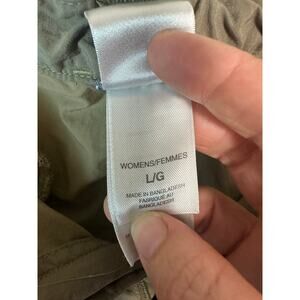 WOMENS/FEMMES
L/G
MADE IN BANGLADESH
FABRIQUÉ AU
BANGLADESH